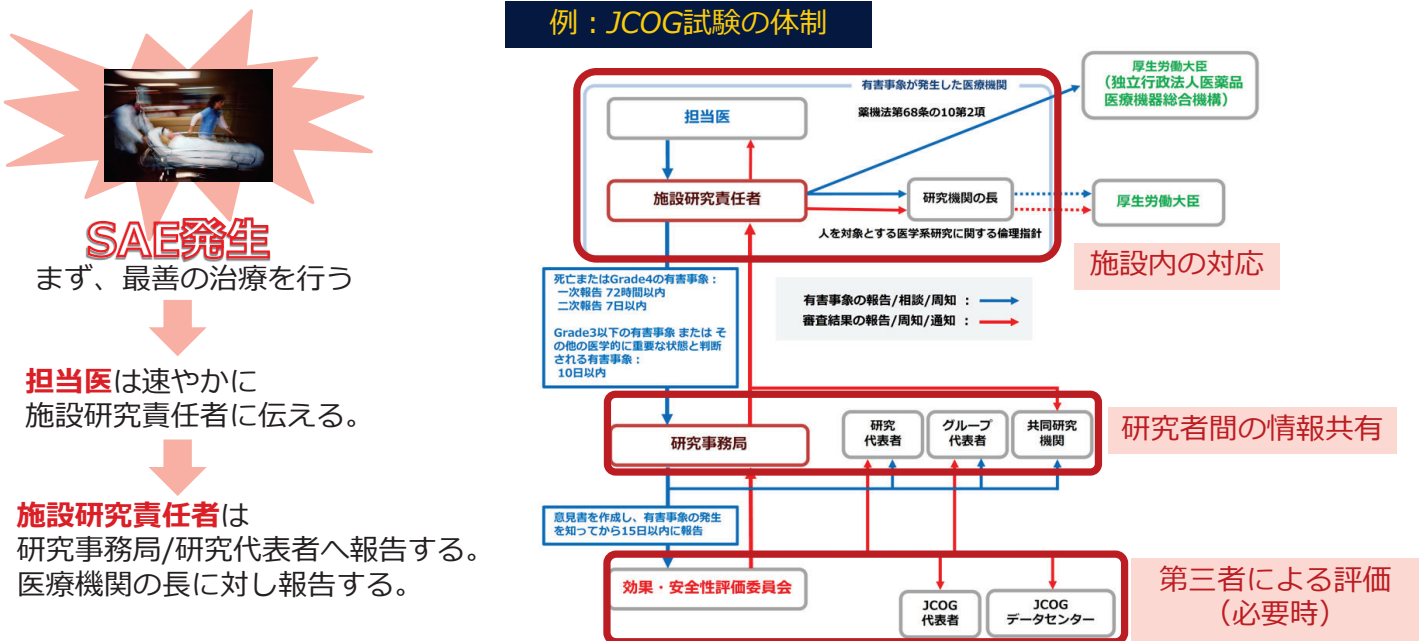 例：JCOG試験の体制
SAE発生
まず、最善の治療を行う
担当医は速やかに
施設研究責任者に伝える。
施設研究責任者は
研究事務局/研究代表者へ報告する。
医療機関の長に対し報告する。
有害事象が発生した医療機関
担当医
薬機法第68条の10第2項
厚生労働大臣
（独立行政法人医薬品
医療機器総合機構）
施設研究責任者
研究機関の長
厚生労働大臣
人を対象とする医学系研究に関する倫理指針
施設内の対応
死亡またはGrade4の有害事象：
一次報告 72時間以内
二次報告 7日以内
Grade3以下の有害事象 または そ
の他の医学的に重要な状態と判断
される有害事象：
10日以内
有害事象の報告/相談/周知 ：
審査結果の報告/周知/通知 ：
研究事務局
研究
代表者
グループ
代表者
共同研究
機関
研究者間の情報共有
意見書を作成し、有害事象の発生
を知ってから15日以内に報告
効果・安全性評価委員会
JCOG
代表者
JCOG
データセンター
第三者による評価
（必要時）